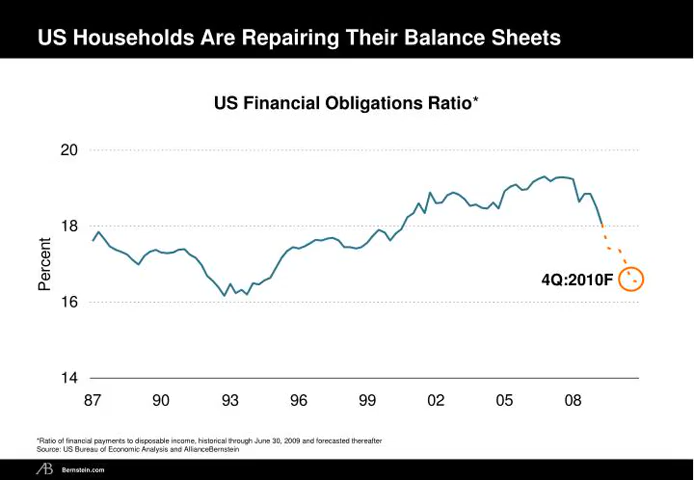 US Households Are Repairing Their Balance Sheets
US Financial Obligations Ratio*
20
18
16
14
Percent
4Q:2010F
87 90 93 96 99 02 05 08
*Ratio of financial payments to disposable income, historical through June 30, 2009 and forecasted thereafter
Source: US Bureau of Economic Analysis and AllianceBernstein
AB Bernstein.com